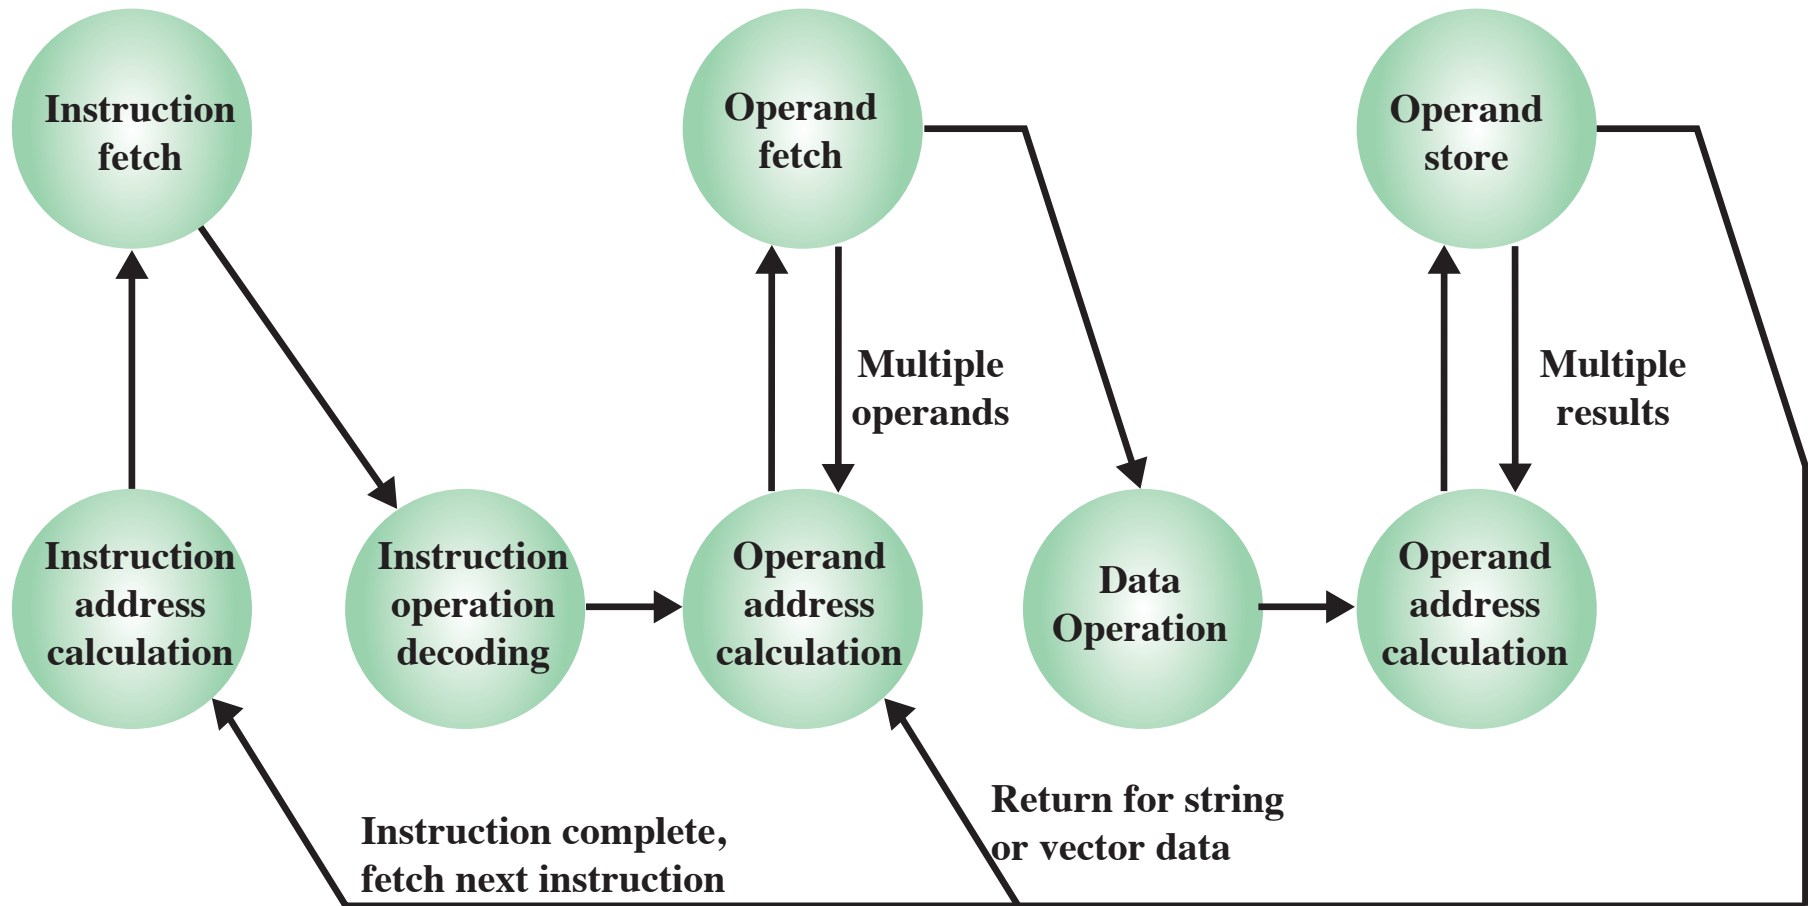 Instruction
fetch
Operand
fetch
Operand
store
Multiple
operands
Multiple
results
Instruction
address
calculation
Instruction
operation
decoding
Operand
address
calculation
Data
Operation
Operand
address
calculation
Instruction complete,
fetch next instruction
Return for string
or vector data